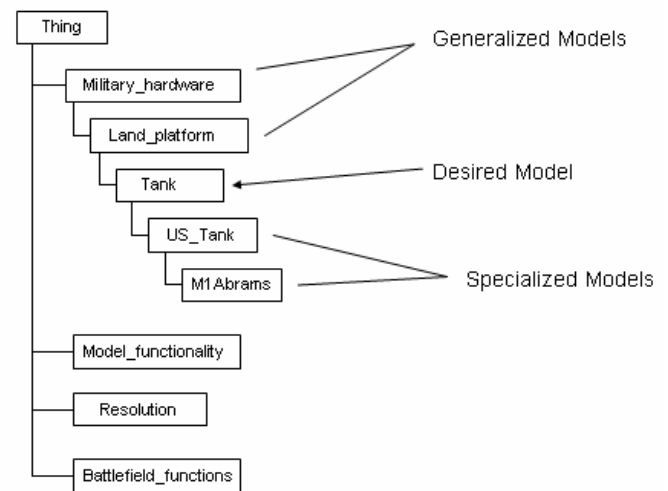 Thing
Generalized Models
Military_hardware
Land_platform
Desired Model
Tank
US_Tank
Specialized Models
M1Abrams
Model_functionality
Resolution
Battlefield_functions